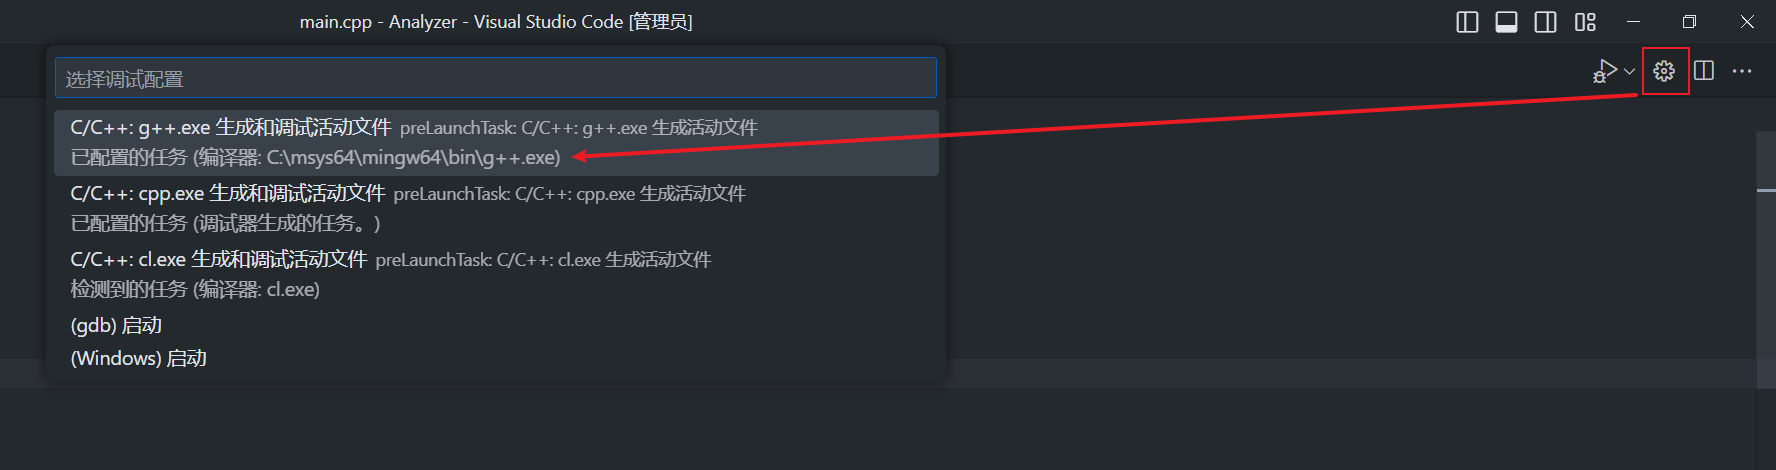 main.cpp - Analyzer - Visual Studio Code [管理员]
选择调试配置
C/C++: g++.exe 生成和调试活动文件 preLaunchTask: C/C++: g++.exe 生成活动文件
已配置的任务 (编译器: C:\msys64\mingw64\bin\g++.exe)
C/C++: cpp.exe 生成和调试活动文件 preLaunchTask: C/C++: cpp.exe 生成活动文件
已配置的任务 (调试器生成的任务。)
C/C++: cl.exe 生成和调试活动文件 preLaunchTask: C/C++: cl.exe 生成活动文件
检测到的任务 (编译器: cl.exe)
(gdb) 启动
(Windows) 启动